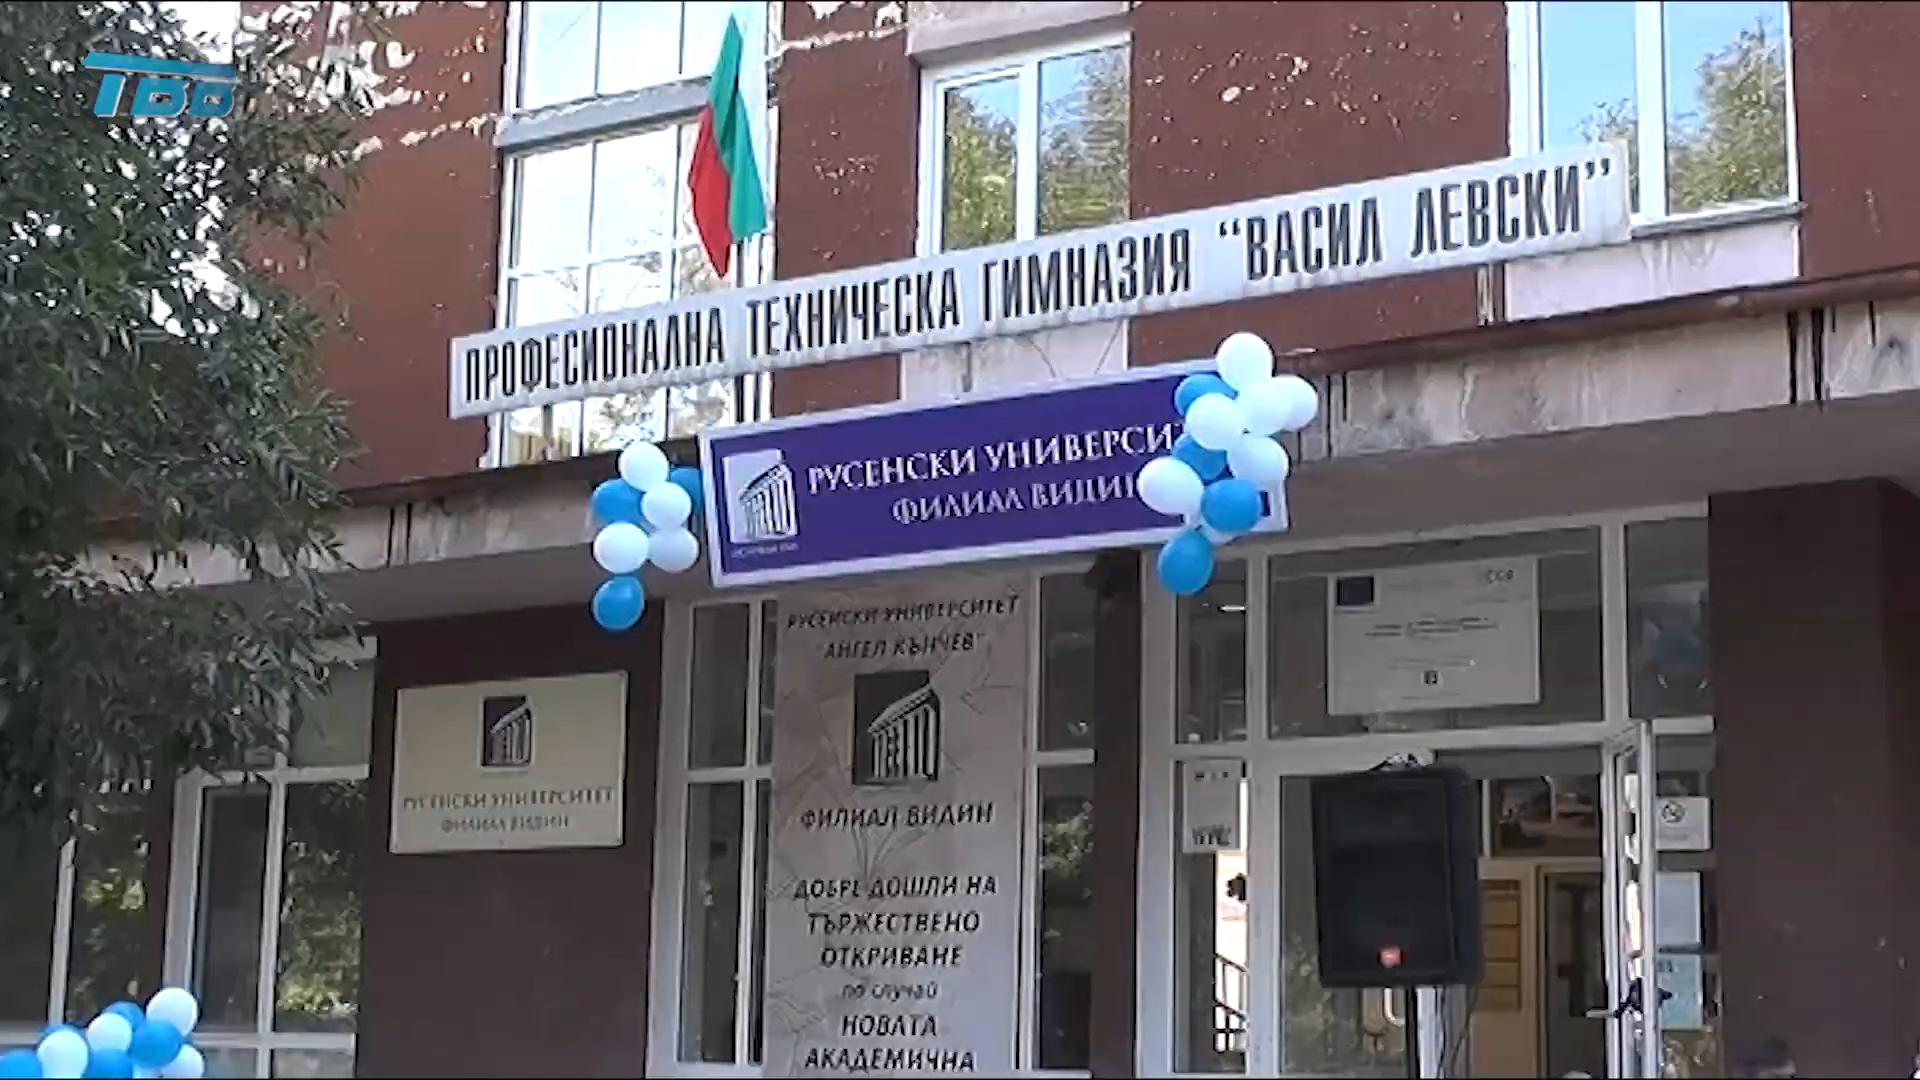 ТВВ
ПРОФЕСИОНАЛНА ТЕХНИЧЕСКА ГИМНАЗИЯ "ВАСИЛ ЛЕВСКИ"
РУСЕНСКИ УНИВЕРСИТ
ФИЛИАЛ ВИДИН
РУСЕНСКИ УНИВЕРСИТЕТ
"АНГЕЛ КЪНЧЕВ"
ФИЛИАЛ ВИДИН
ДОБРЕ ДОШЛИ НА
ТЪРЖЕСТВЕНО
ОТКРИВАНЕ
по случай
НОВАТА
АКАДЕМИЧНА
РУСЕНСКИ УНИВЕРСИТЕТ
ФИЛИАЛ ВИДИН